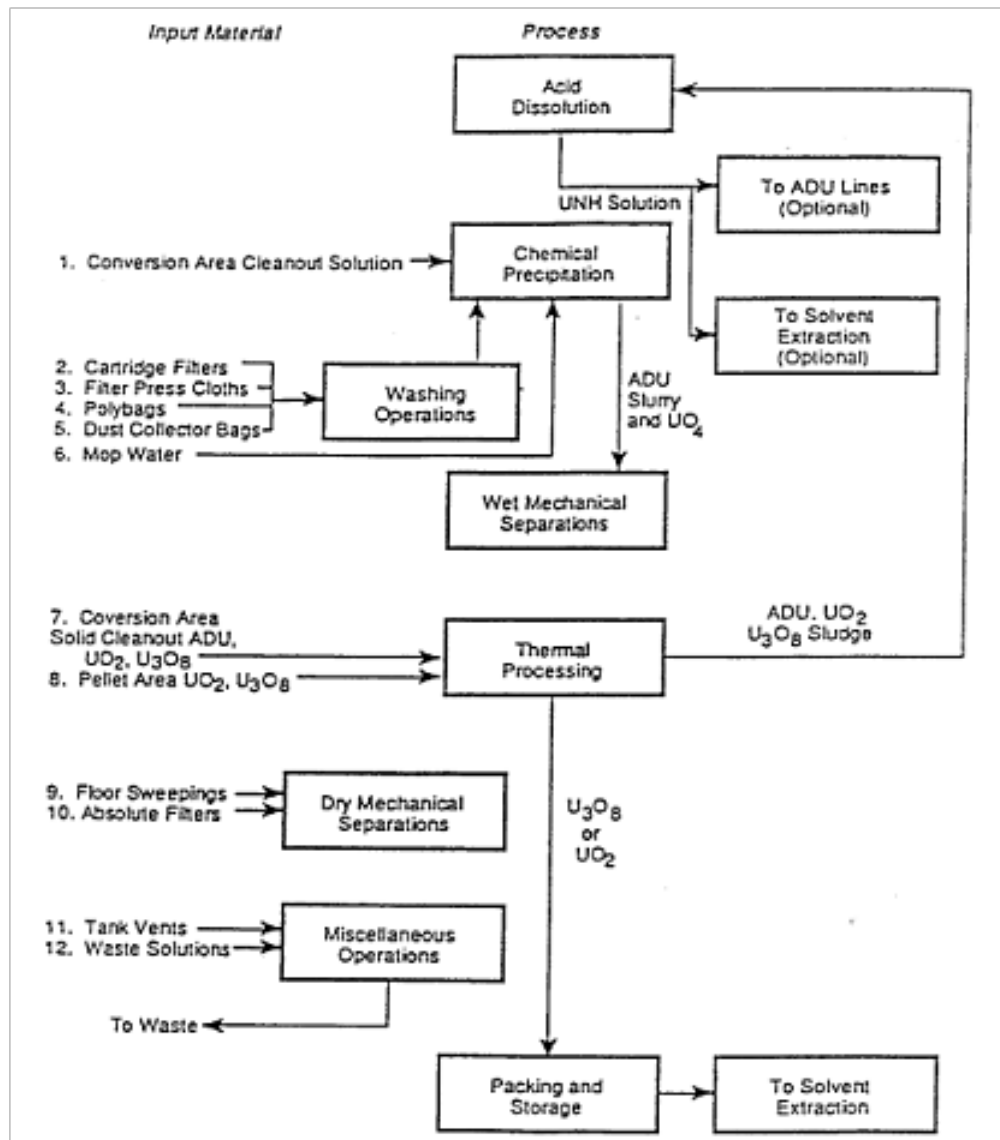 Input Material
Process
Acid
Dissolution
To ADU Lines
(Optional)
UNH Solution
1. Conversion Area Cleanout Solution
Chemical
Precipitation
To Solvent
Extraction
(Optional)
2. Cartridge Filters
3. Filter Press Cloths
4. Polybags
5. Dust Collector Bags
6. Mop Water
Washing
Operations
ADU
Slurry
and UO4
Wet Mechanical
Separations
7. Coversion Area
Solid Cleanout ADU,
UO2, U3O8
8. Pellet Area UO2, U3O8
Thermal
Processing
ADU, UO2
U3O8 Sludge
9. Floor Sweepings
10. Absolute Filters
Dry Mechanical
Separations
U3O8
or
UO2
11. Tank Vents
12. Waste Solutions
Miscellaneous
Operations
To Waste
Packing and
Storage
To Solvent
Extraction